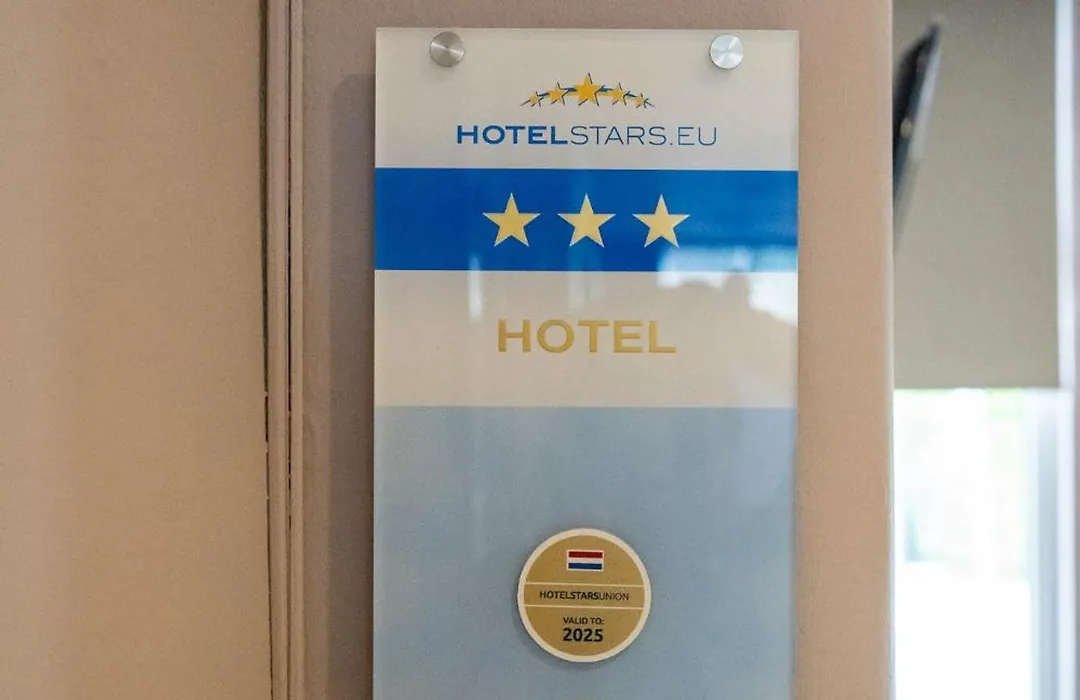 HOTELSTARS.EU
HOTEL
HOTELSTARSUNION
VALID TO:
2025